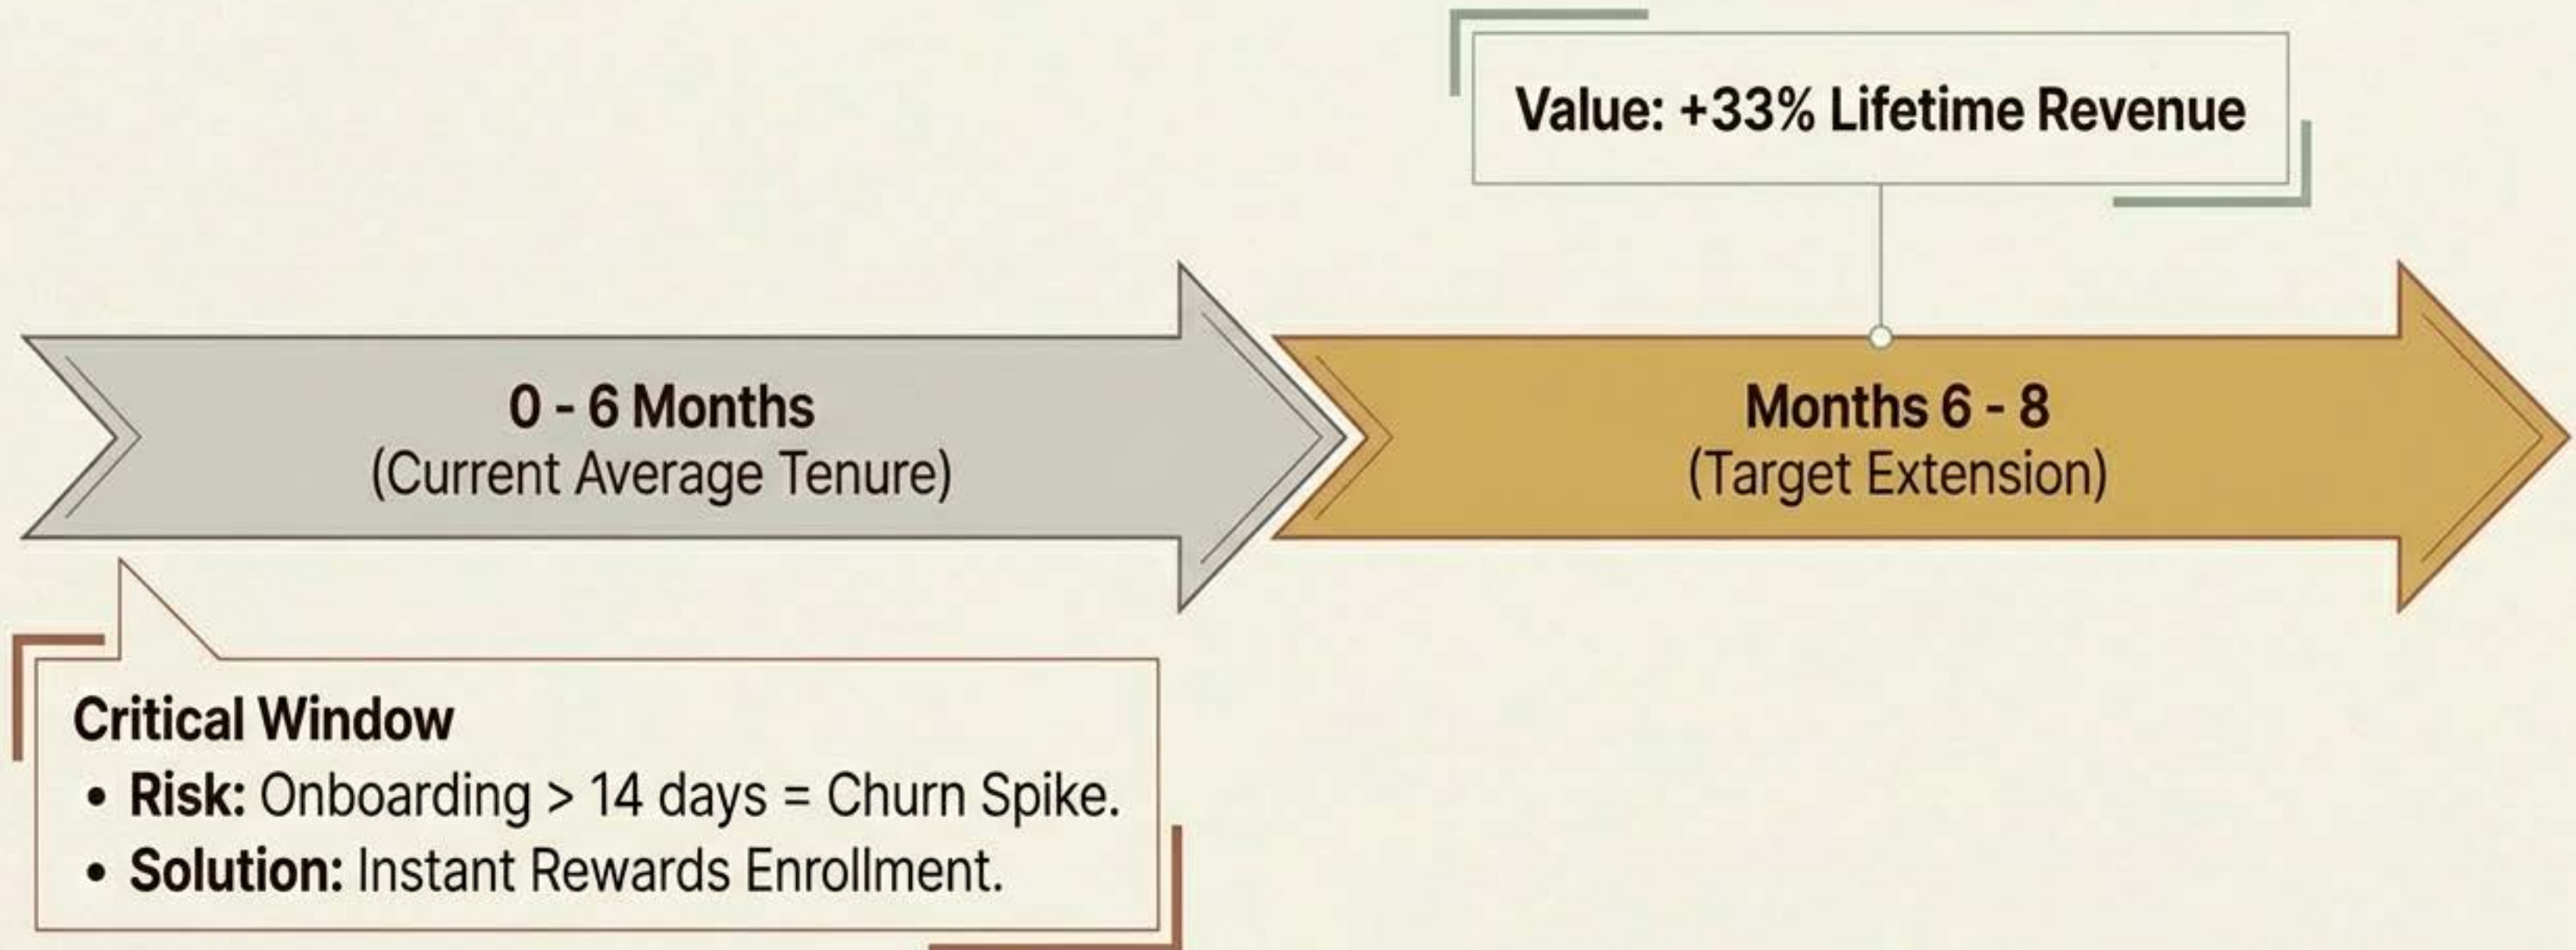 Value: +33% Lifetime Revenue
0 - 6 Months
(Current Average Tenure)
Months 6 - 8
(Target Extension)
Critical Window
• Risk: Onboarding > 14 days = Churn Spike.
• Solution: Instant Rewards Enrollment.